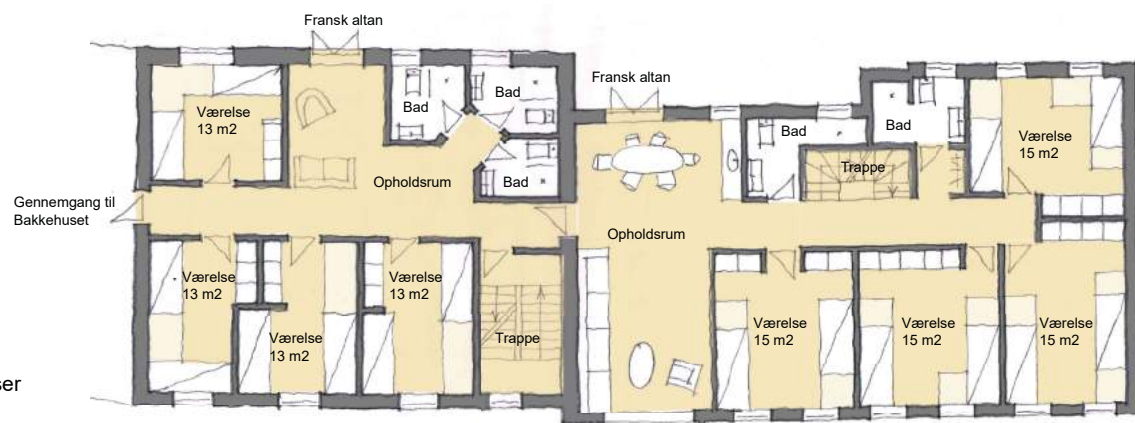 Fransk altan
Fransk altan
Bad
Bad
Værelse
13 m2
Bad
Bad
Værelse
15 m2
Trappe
Opholdsrum
Bad
Gennemgang til
Bakkehuset
Opholdsrum
Værelse
13 m2
Værelse
13 m2
Værelse
13 m2
Værelse
15 m2
Værelse
15 m2
Værelse
15 m2
Trappe
ser